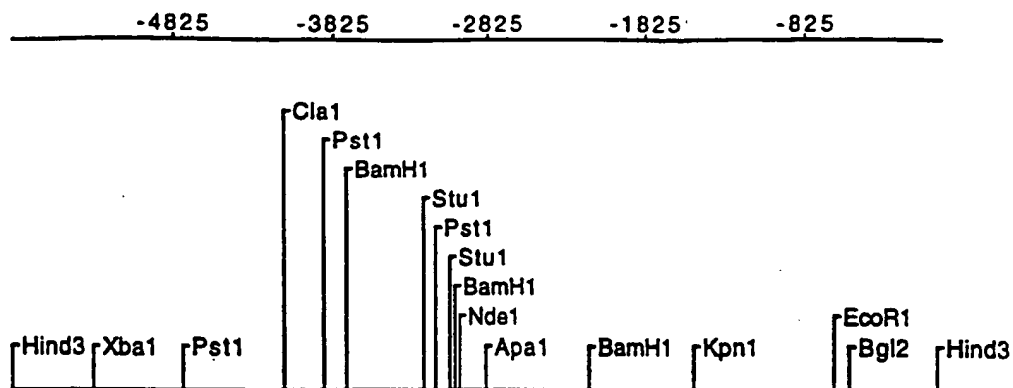 -4825 -3825 -2825 -1825 -825
Cla1
Pst1
BamH1
Stu1
Pst1
Stu1
BamH1
Nde1
EcoR1
Hind3 Xba1 Pst1 Apa1 BamH1 Kpn1 Bgl2 Hind3